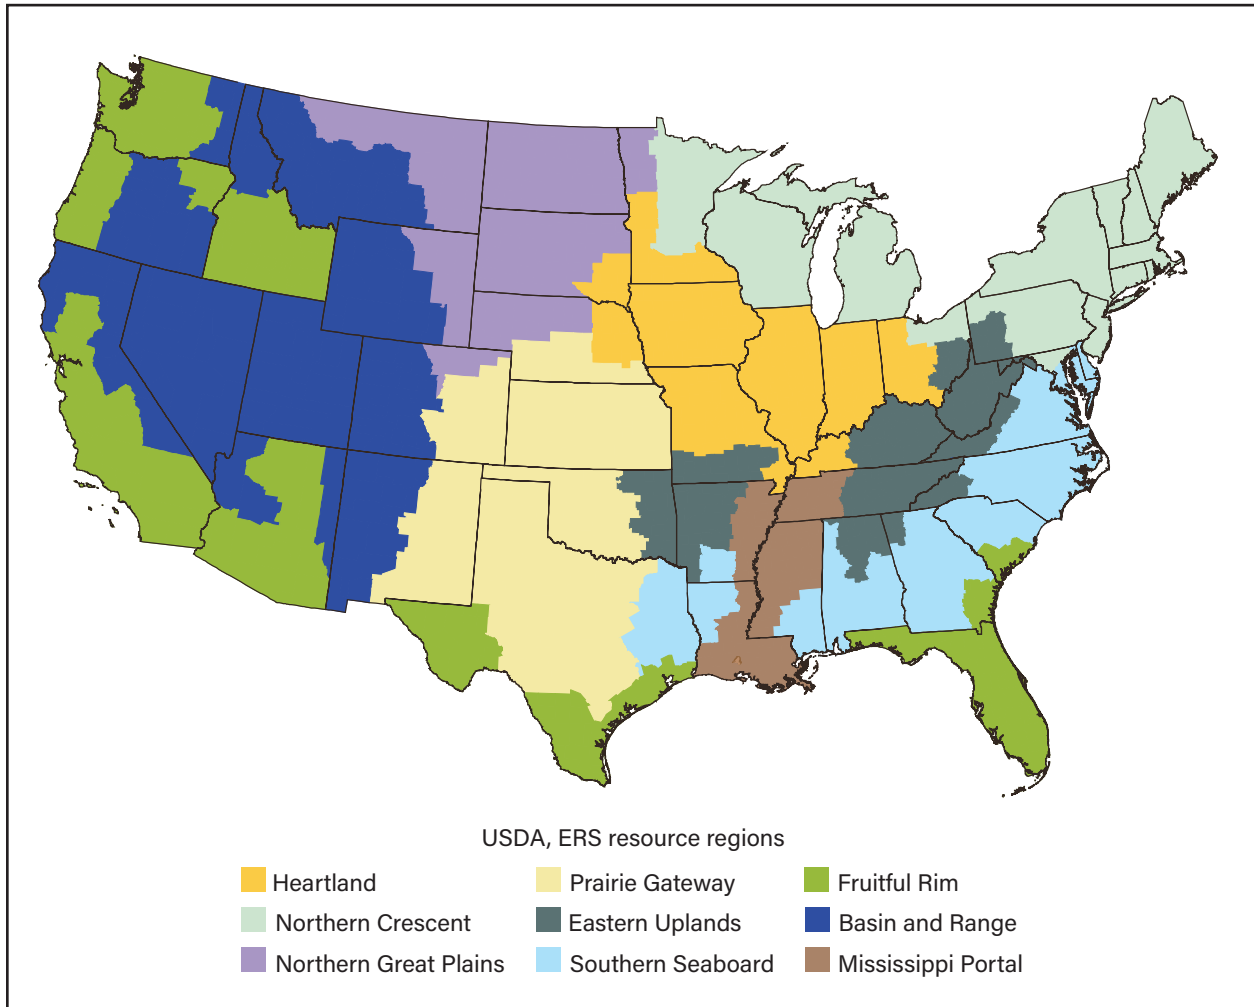 USDA, ERS resource regions
Heartland
Prairie Gateway
Fruitful Rim
Northern Crescent
Eastern Uplands
Basin and Range
Northern Great Plains
Southern Seaboard
Mississippi Portal